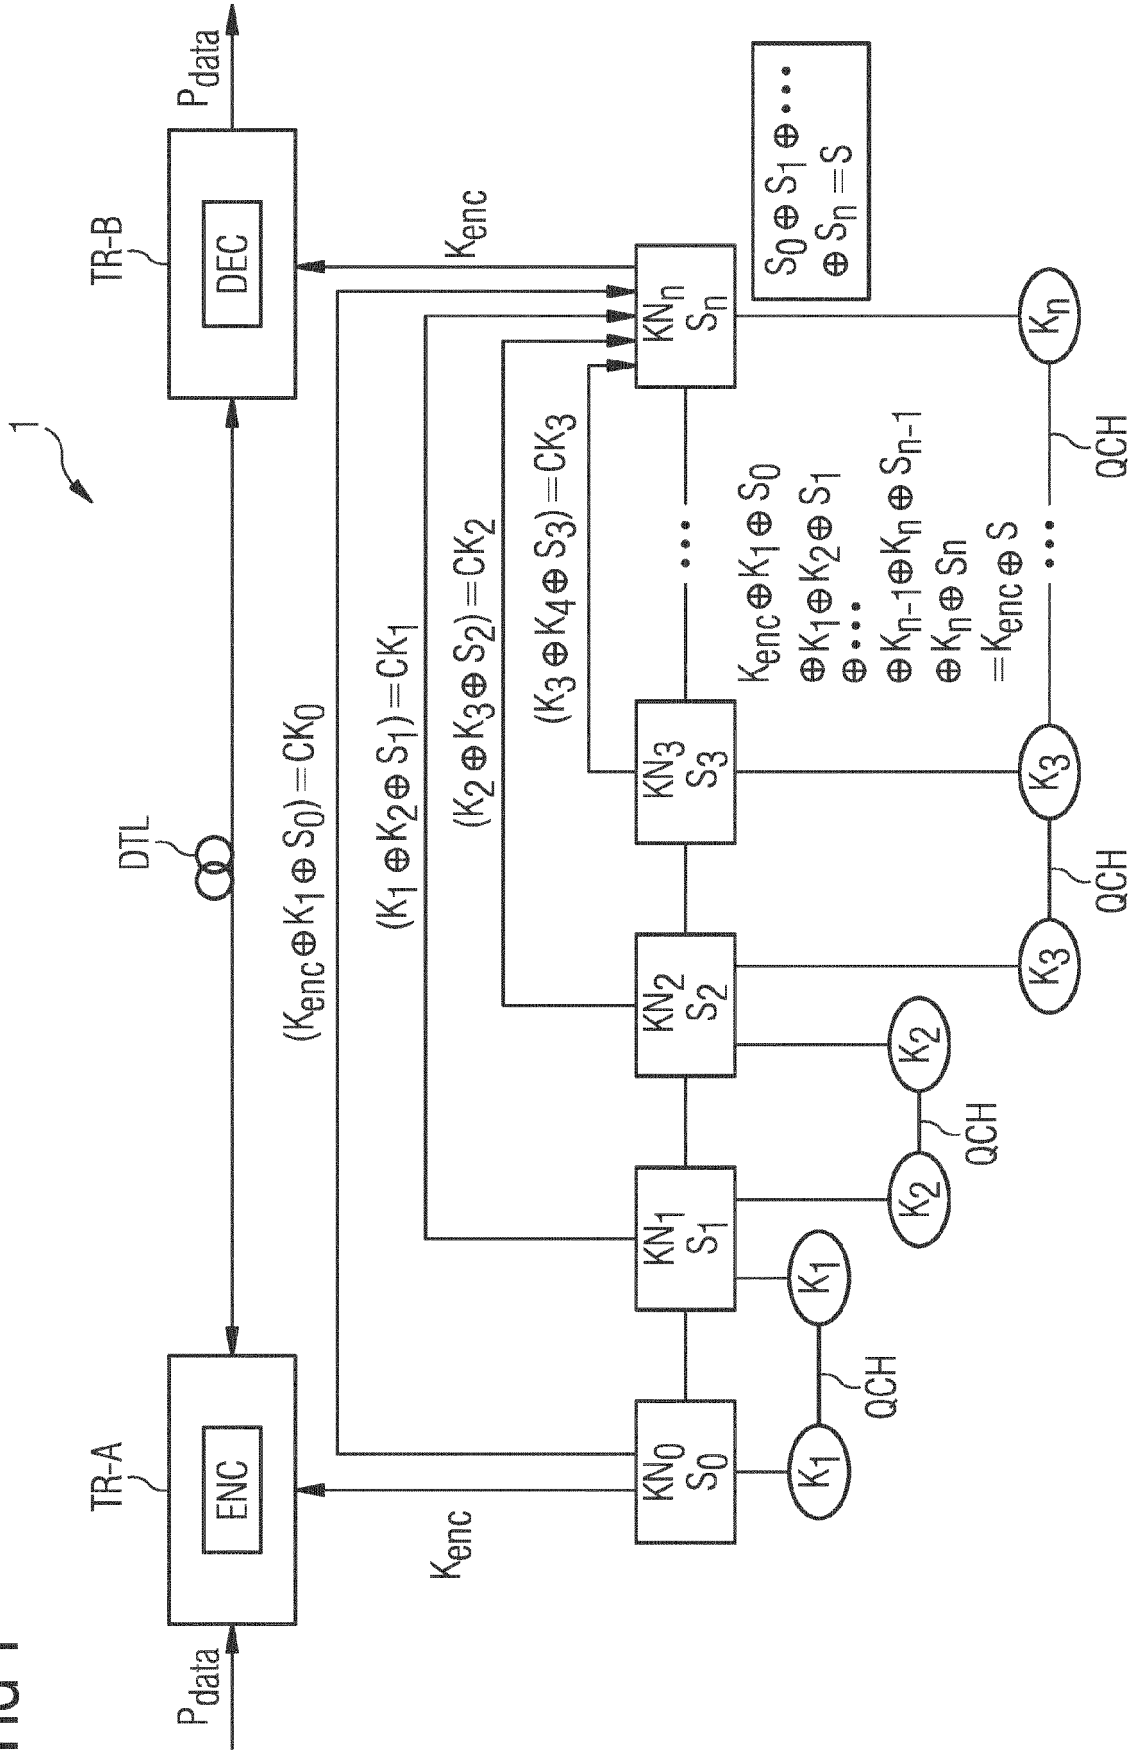 1
P_data
TR-A
ENC
DTL
TR-B
DEC
P_data
K_enc
(K_enc⊕K_1⊕S_0)=CK_0
(K_1⊕K_2⊕S_1)=CK_1
(K_2⊕K_3⊕S_2)=CK_2
(K_3⊕K_4⊕S_3)=CK_3
K_enc
KN_0
S_0
KN_1
S_1
KN_2
S_2
KN_3
S_3
....
KN_n
S_n
S_0⊕S_1⊕....
⊕S_n=S
K_enc⊕K_1⊕S_0
⊕K_1⊕K_2⊕S_1
⊕....
⊕K_n-1⊕K_n⊕S_n-1
⊕K_n⊕Sn
=K_enc⊕S
K_1
QCH
K_1
K_2
QCH
K_2
K_3
QCH
K_3
....
QCH
K_n